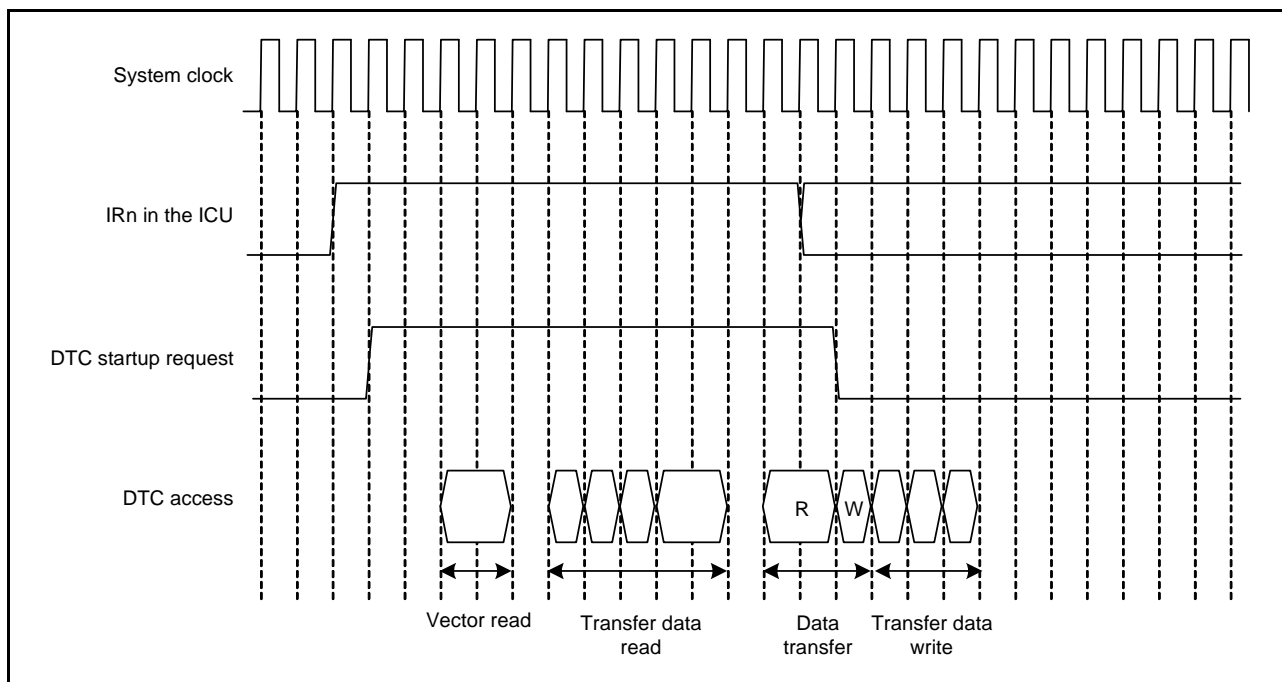 System clock
IRn in the ICU
DTC startup request
DTC access
R
W
Vector read
Transfer data
read
Data
transfer
Transfer data
write